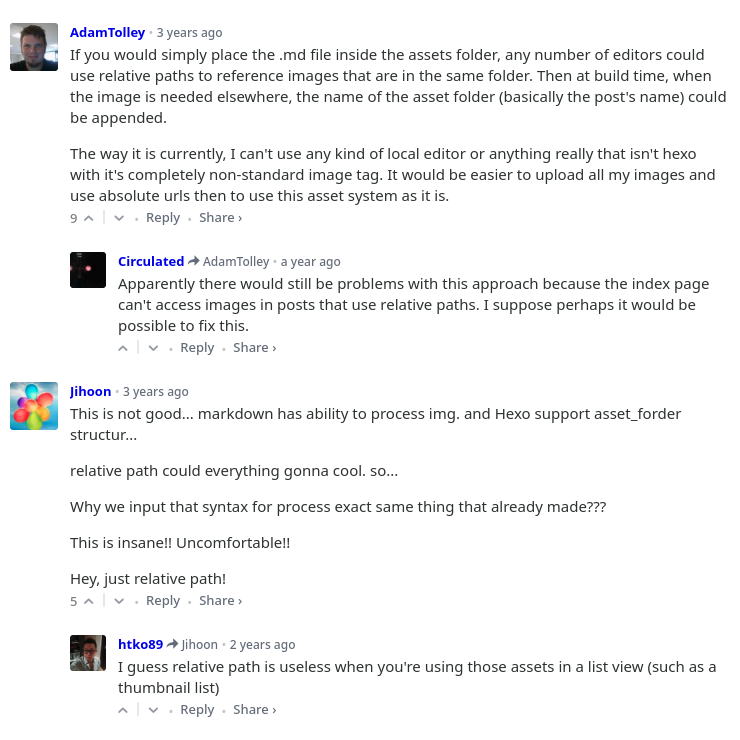 AdamTolley • 3 years ago
If you would simply place the .md file inside the assets folder, any number of editors could
use relative paths to reference images that are in the same folder. Then at build time, when
the image is needed elsewhere, the name of the asset folder (basically the post's name) could
be appended.
The way it is currently, I can't use any kind of local editor or anything really that isn't hexo
with it's completely non-standard image tag. It would be easier to upload all my images and
use absolute urls then to use this asset system as it is.
9 • Reply • Share ›
Circulated AdamTolley • a year ago
Apparently there would still be problems with this approach because the index page
can't access images in posts that use relative paths. I suppose perhaps it would be
possible to fix this.
• Reply • Share ›
Jihoon • 3 years ago
This is not good... markdown has ability to process img. and Hexo support asset_forder
structur...
relative path could everything gonna cool. so...
Why we input that syntax for process exact same thing that already made???
This is insane!! Uncomfortable!!
Hey, just relative path!
5 • Reply • Share ›
htko89 Jihoon • 2 years ago
I guess relative path is useless when you're using those assets in a list view (such as a
thumbnail list)
• Reply • Share ›